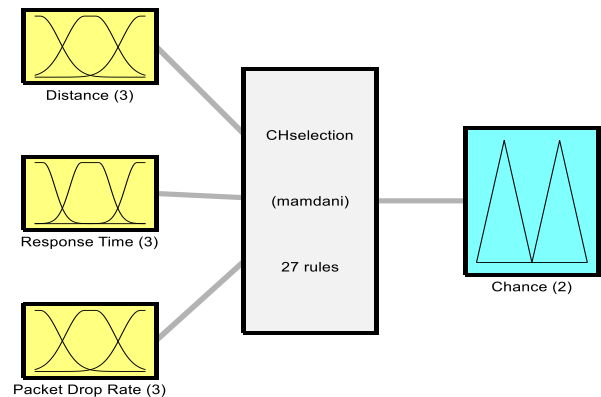 Distance (3)
Response Time (3)
Packet Drop Rate (3)
CHselection
(mamdani)
27 rules
Chance (2)